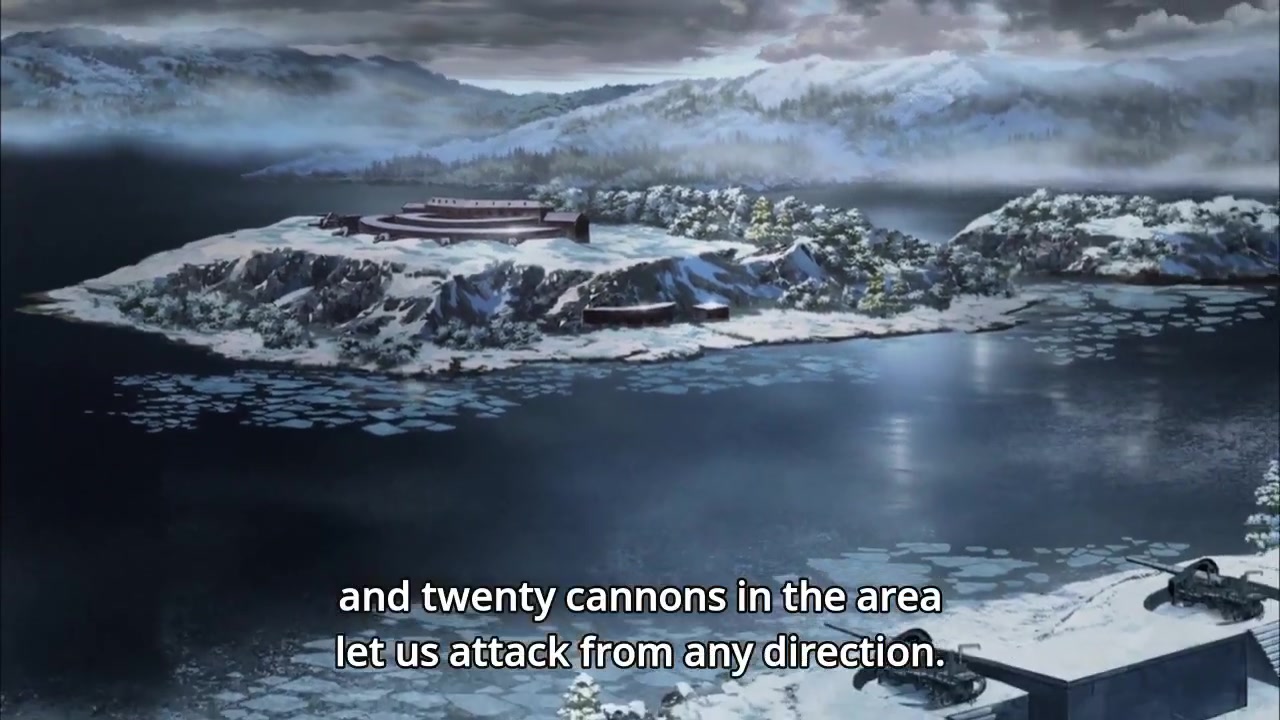 and twenty cannons in the area
let us attack from any direction.